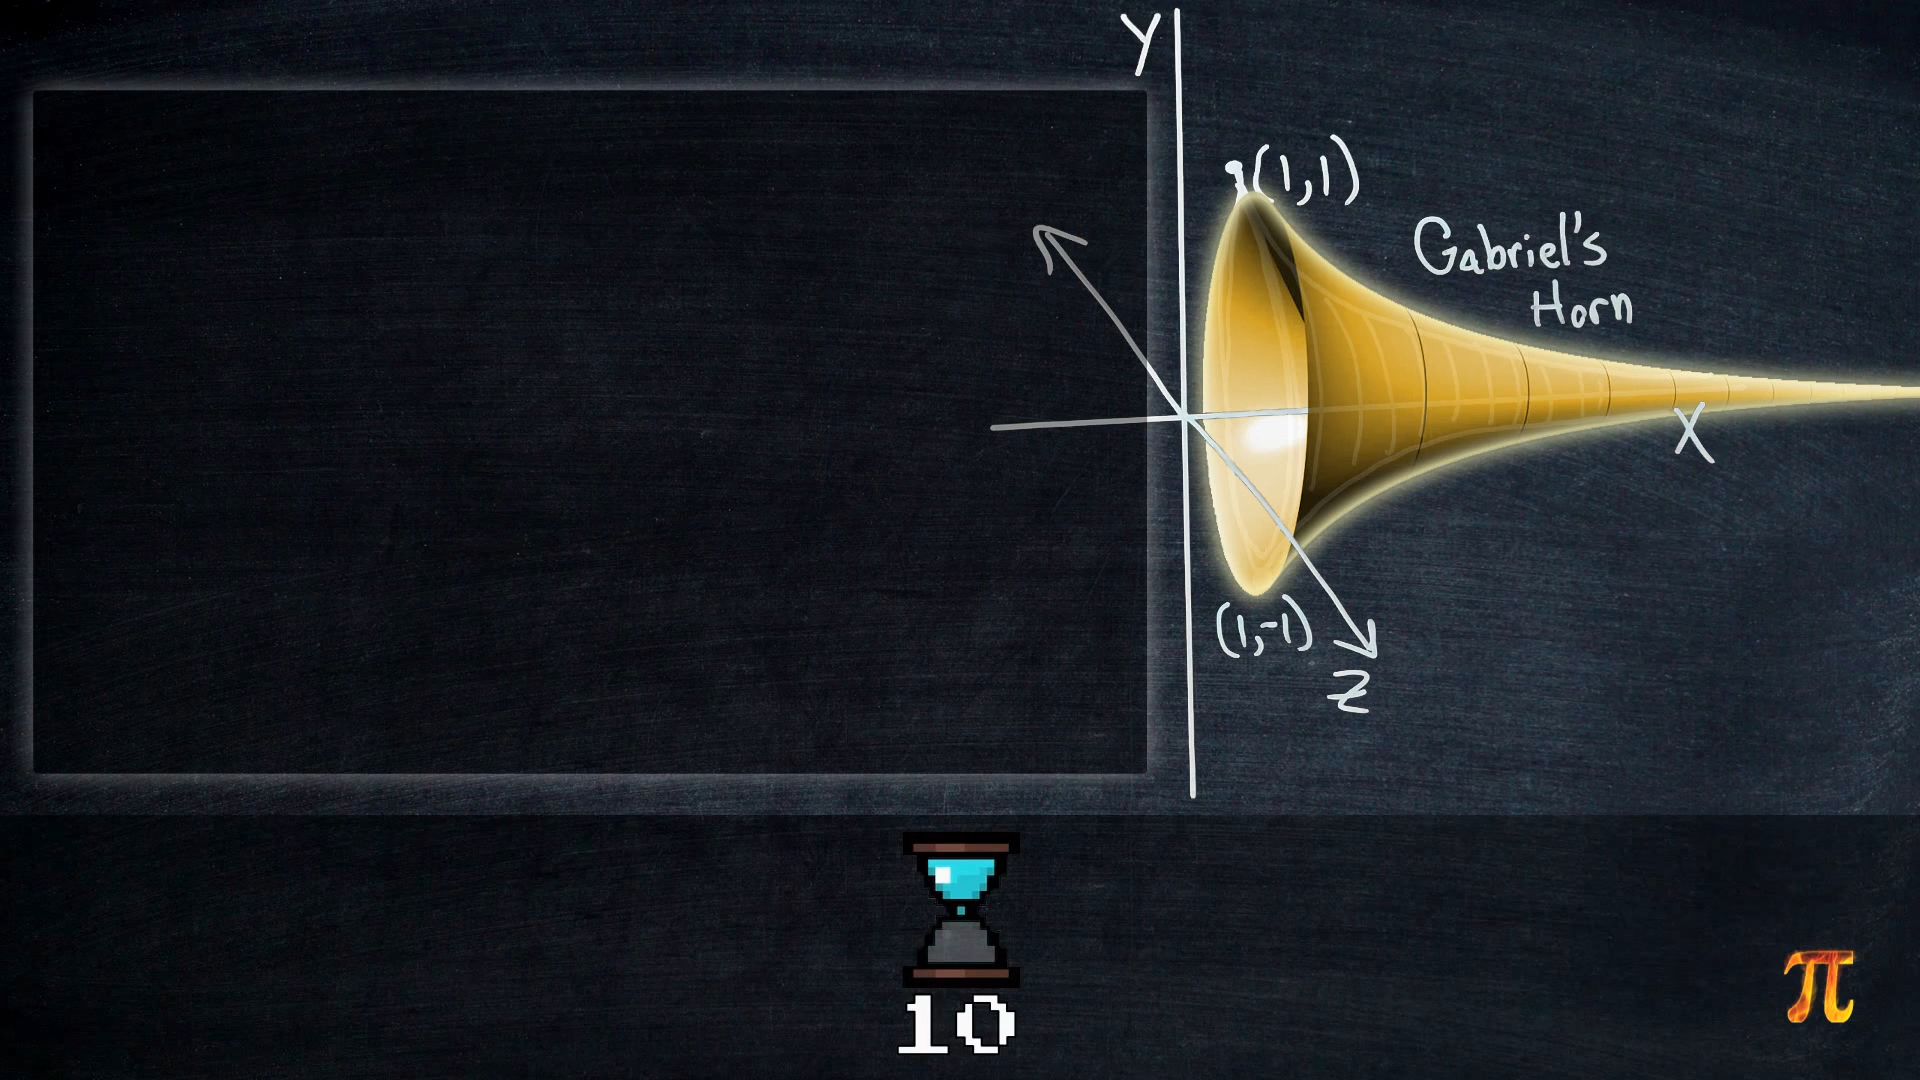 Y
(1,1)
Gabriel's
Horn
X
(1,-1)
Z
10
π